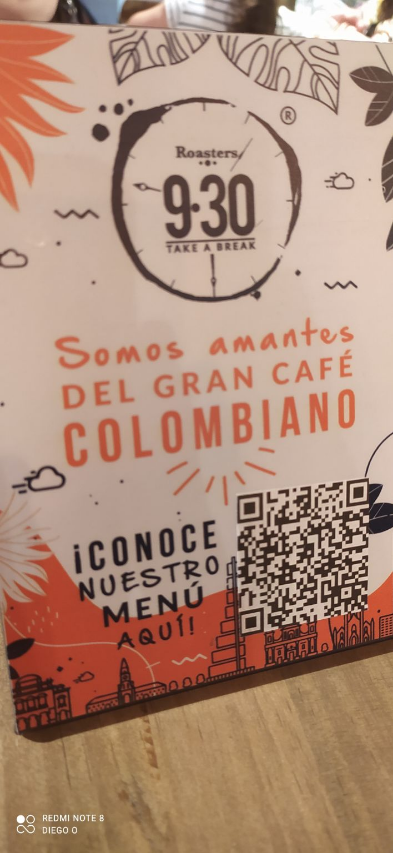 ®
Roasters
9:30
TAKE A BREAK
Somos amantes
DEL GRAN CAFÉ
COLOMBIANO
¡CONOCE
NUESTRO
MENÚ
AQUÍ!
REDMI NOTE 8
DIEGO O